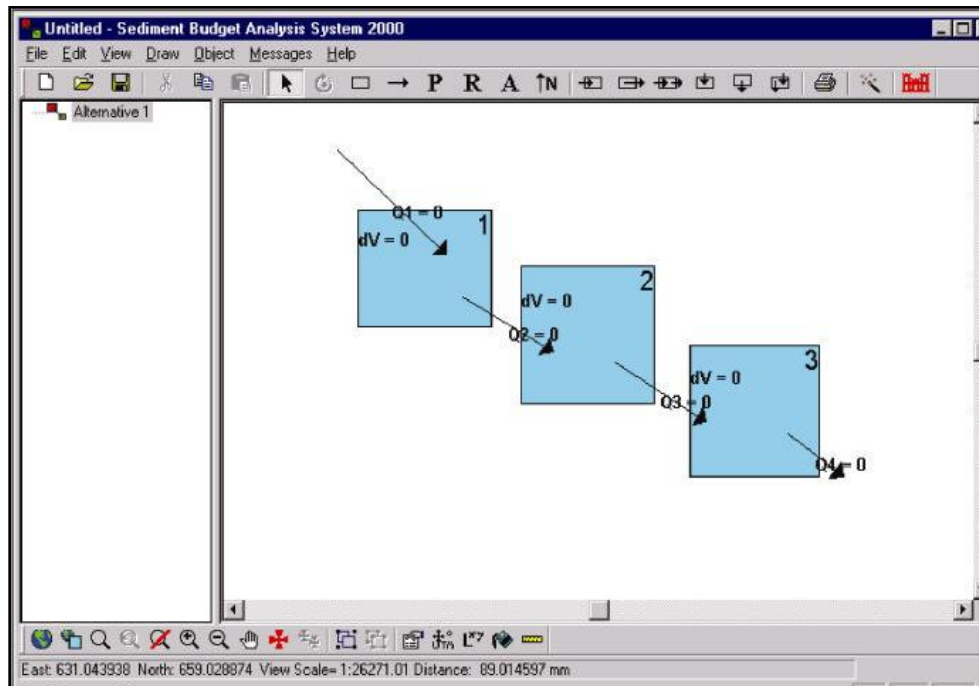 Untitled - Sediment Budget Analysis System 2000
File Edit View Draw Object Messages Help
P R A N
Alternative 1
Q1 = 0
1
dV = 0
2
dV = 0
Q2 = 0
3
dV = 0
Q3 = 0
Q4 = 0
East: 631.043938 North: 659.028874 View Scale= 1:26271.01 Distance: 89.014597 mm